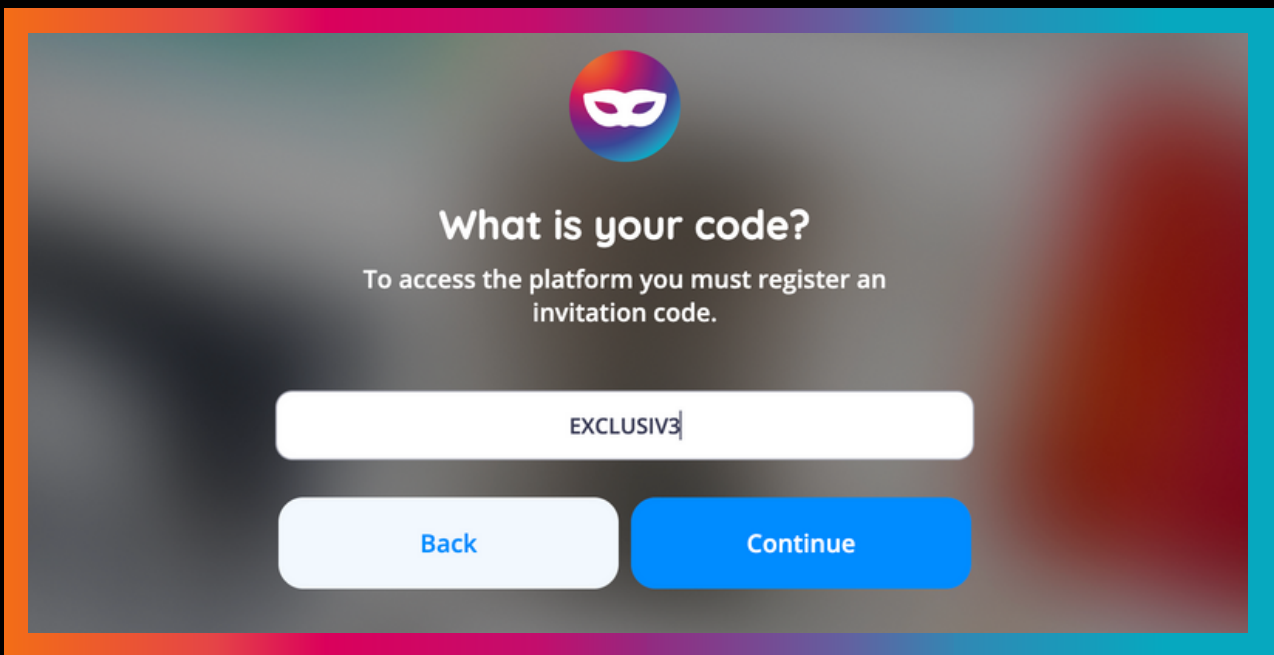 What is your code?
To access the platform you must register an
invitation code.
EXCLUSIV3
Back
Continue